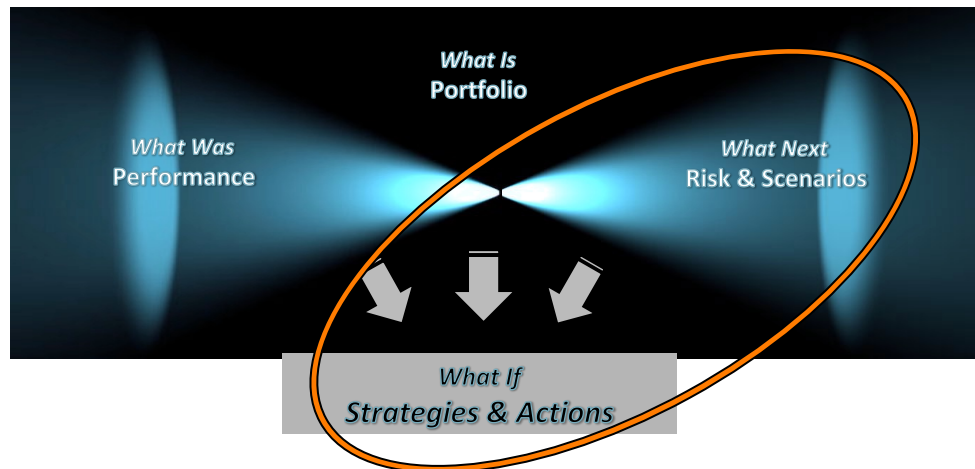 What Is
Portfolio
What Was
Performance
What Next
Risk & Scenarios
What If
Strategies & Actions